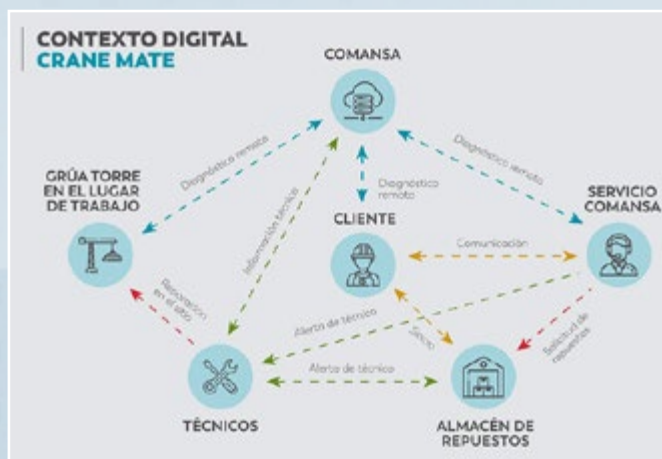 CONTEXTO DIGITAL
CRANE MATE
COMANSA
Diagnóstico remoto
Diagnóstico remoto
GRÚA TORRE
EN EL LUGAR
DE TRABAJO
Información técnica
Diagnóstico
remoto
CLIENTE
SERVICIO
COMANSA
Comunicación
Reparación
en el sitio
Alerta de técnico
Solicitud de
repuestos
Alerta de técnico
TÉCNICOS
ALMACÉN DE
REPUESTOS